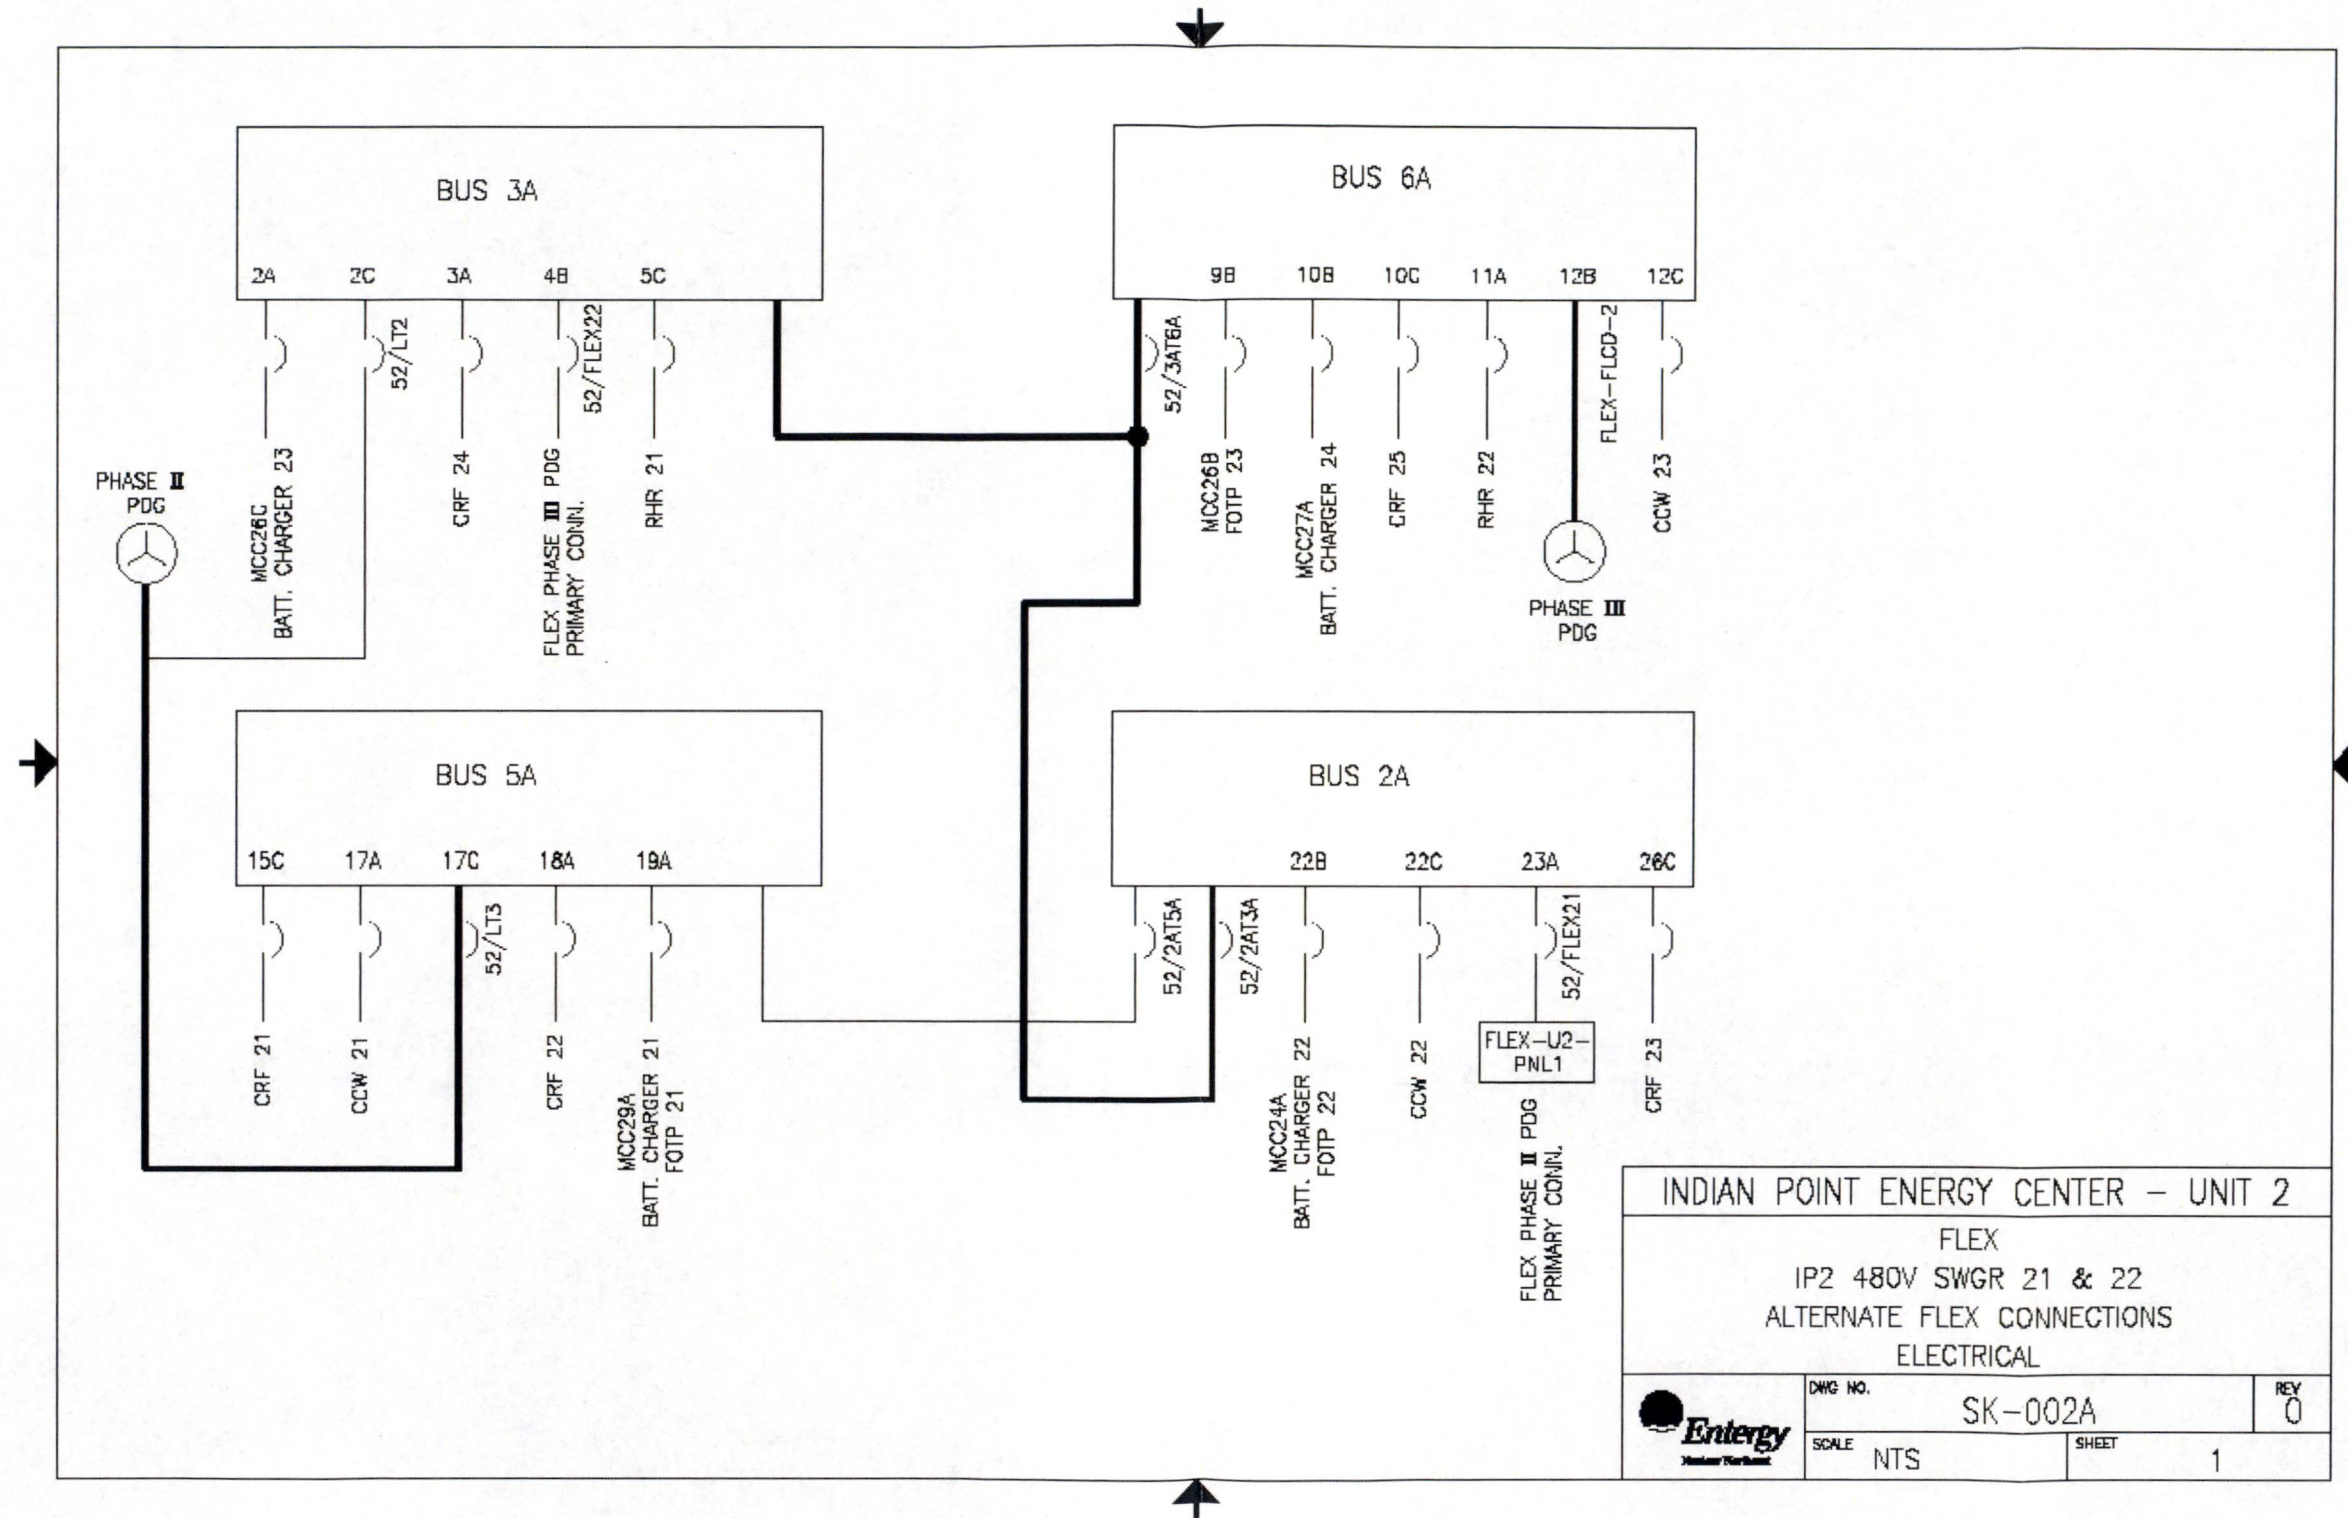 BUS 3A
2A
2C
3A
4B
5C
52/LT2
52/FLEX22
MCC26C
BATT. CHARGER 23
CRF 24
FLEX PHASE III PDG
PRIMARY CONN.
RHR 21
BUS 6A
9B
10B
10C
11A
12B
12C
52/3AT6A
FLEX-FLCD-2
MCC26B
FOTP 23
MCC27A
BATT. CHARGER 24
CRF 25
RHR 22
CCW 23
PHASE III
PDG
PHASE II
PDG
BUS 5A
15C
17A
17C
18A
19A
52/LT3
CRF 21
CCW 21
CRF 22
MCC29A
BATT. CHARGER 21
FOTP 21
BUS 2A
22B
22C
23A
26C
52/2AT5A
52/2AT3A
52/FLEX21
MCC24A
BATT. CHARGER 22
FOTP 22
CCW 22
FLEX-U2-
PNL1
FLEX PHASE II PDG
PRIMARY CONN.
CRF 23
INDIAN POINT ENERGY CENTER - UNIT 2
FLEX
IP2 480V SWGR 21 & 22
ALTERNATE FLEX CONNECTIONS
ELECTRICAL
Entergy
DWG NO.
SK-002A
REV
0
SCALE
NTS
SHEET
1